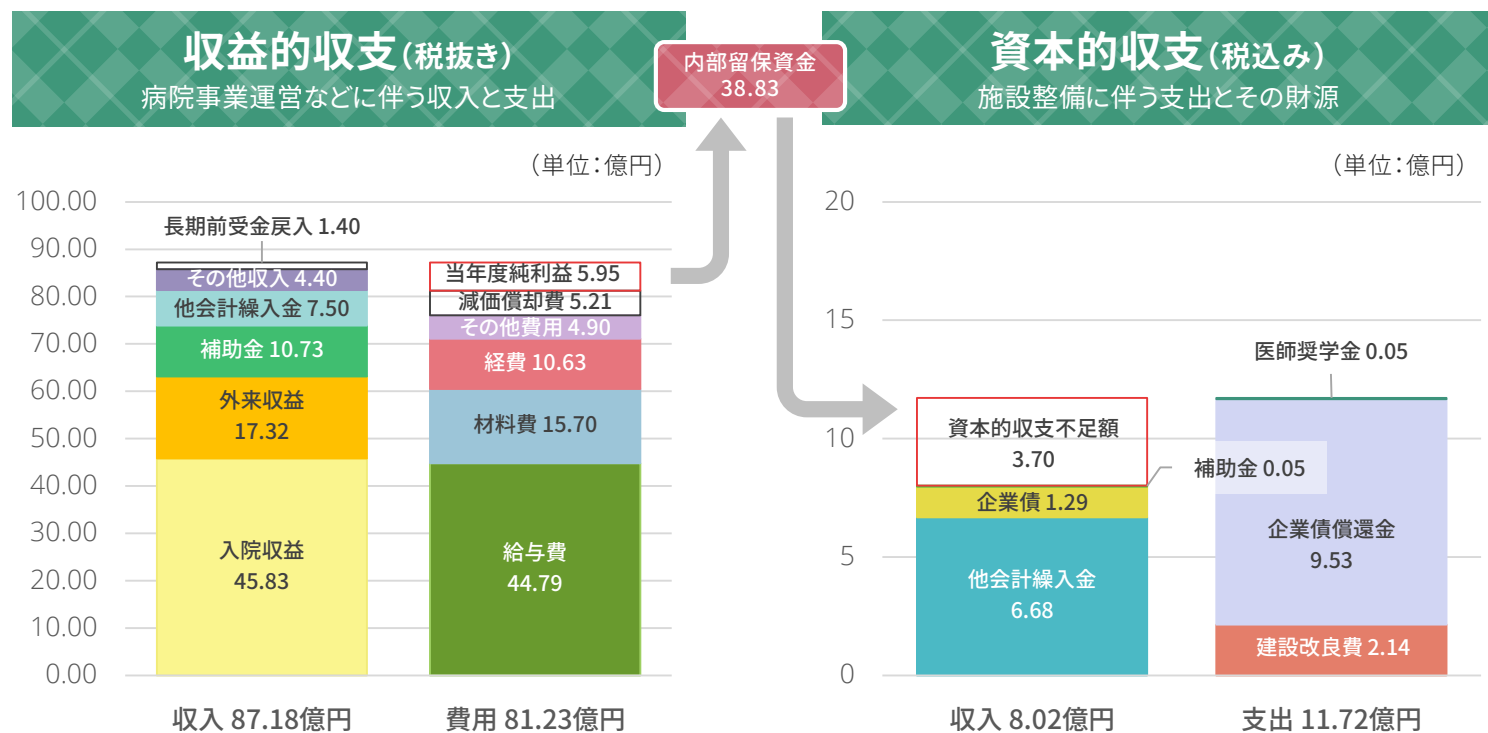 収益的収支(税抜き)
病院事業運営などに伴う収入と支出
内部留保資金
38.83
資本的収支(税込み)
施設整備に伴う支出とその財源
(単位:億円)
100.00
90.00
80.00
70.00
60.00
50.00
40.00
30.00
20.00
10.00
0.00
長期前受金戻入 1.40
その他収入 4.40
他会計繰入金 7.50
補助金 10.73
外来収益
17.32
入院収益
45.83
当年度純利益 5.95
減価償却費 5.21
その他費用 4.90
経費 10.63
材料費 15.70
給与費
44.79
収入 87.18億円
費用 81.23億円
(単位:億円)
20
15
10
5
0
資本的収支不足額
3.70
補助金 0.05
企業債 1.29
他会計繰入金
6.68
医師奨学金 0.05
企業債償還金
9.53
建設改良費 2.14
収入 8.02億円
支出 11.72億円